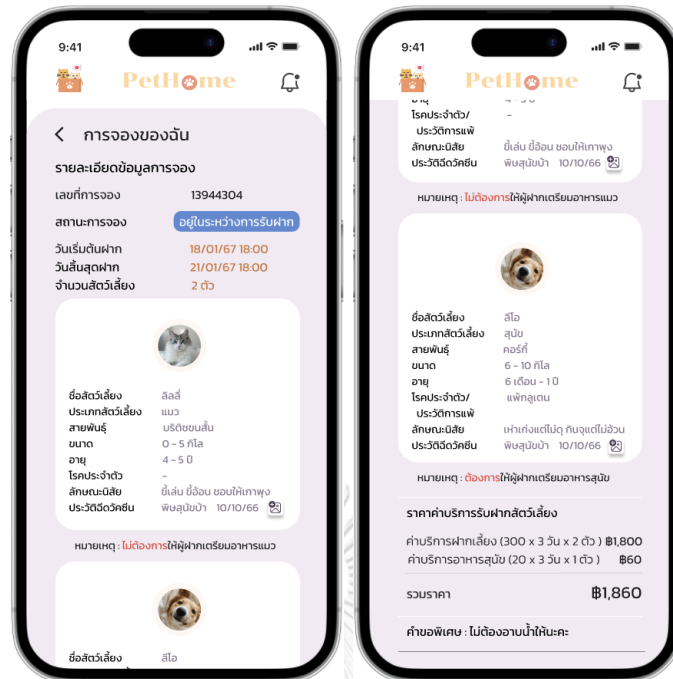 9:41
PetHome
การจองของฉัน
รายละเอียดข้อมูลการจอง
เลขที่การจอง 13944304
สถานะการจอง อยู่ในระหว่างการรับฝาก
วันเริ่มต้นฝาก 18/01/67 18:00
วันสิ้นสุดฝาก 21/01/67 18:00
จำนวนสัตว์เลี้ยง 2 ตัว
ชื่อสัตว์เลี้ยง ลิลลี่
ประเภทสัตว์เลี้ยง แมว
สายพันธุ์ บริติชขนสั้น
ขนาด 0 - 5 กิโล
อายุ 4 - 5 ปี
โรคประจำตัว -
ลักษณะนิสัย ขี้เล่น ขี้อ้อน ชอบให้เกาพุง
ประวัติฉีดวัคซีน พิษสุนัขบ้า 10/10/66
หมายเหตุ : ไม่ต้องการให้ผู้ฝากเตรียมอาหารแมว
ชื่อสัตว์เลี้ยง ลีโอ
9:41
PetHome
อายุ 4 - 5 ปี
โรคประจำตัว/ -
ประวัติการแพ้
ลักษณะนิสัย ขี้เล่น ขี้อ้อน ชอบให้เกาพุง
ประวัติฉีดวัคซีน พิษสุนัขบ้า 10/10/66
หมายเหตุ : ไม่ต้องการให้ผู้ฝากเตรียมอาหารแมว
ชื่อสัตว์เลี้ยง ลีโอ
ประเภทสัตว์เลี้ยง สุนัข
สายพันธุ์ คอร์กี้
ขนาด 6 - 10 กิโล
อายุ 6 เดือน - 1 ปี
โรคประจำตัว/ แพ้กลูเตน
ประวัติการแพ้
ลักษณะนิสัย เห่าเก่งแต่ไม่ดุ กินจุแต่ไม่อ้วน
ประวัติฉีดวัคซีน พิษสุนัขบ้า 10/10/66
หมายเหตุ : ต้องการให้ผู้ฝากเตรียมอาหารสุนัข
ราคาค่าบริการรับฝากสัตว์เลี้ยง
ค่าบริการฝากเลี้ยง (300 x 3 วัน x 2 ตัว ) ฿1,800
ค่าบริการอาหารสุนัข (20 x 3 วัน x 1 ตัว ) ฿60
รวมราคา ฿1,860
คำขอพิเศษ : ไม่ต้องอาบน้ำให้นะคะ